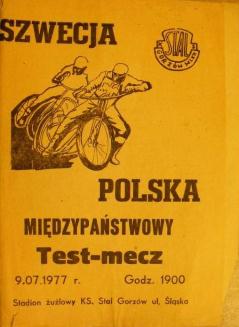 SZWECJA
STAL
GORZÓW WLKP.
POLSKA
MIĘDZYPAŃSTWOWY
Test-mecz
9.07.1977 r. Godz. 1900
Stadion żużlowy KS. Stal Gorzów ul, Śląska